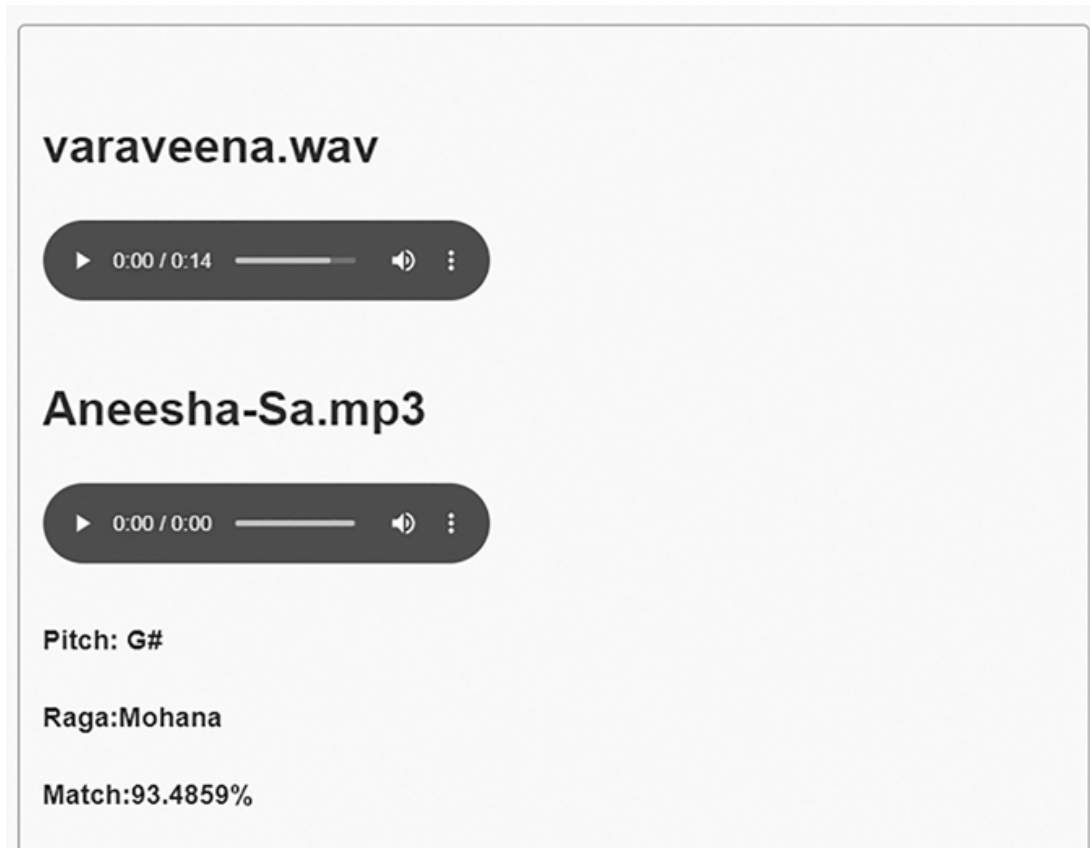 varaveena.wav
0:00 / 0:14
Aneesha-Sa.mp3
0:00 / 0:00
Pitch: G#
Raga:Mohana
Match:93.4859%